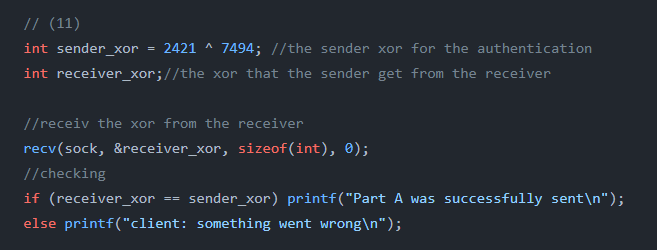 // (11)
int sender_xor = 2421 ^ 7494; //the sender xor for the authentication
int receiver_xor;//the xor that the sender get from the receiver
//receiv the xor from the receiver
recv(sock, &receiver_xor, sizeof(int), 0);
//checking
if (receiver_xor == sender_xor) printf("Part A was successfully sent\n");
else printf("client: something went wrong\n");